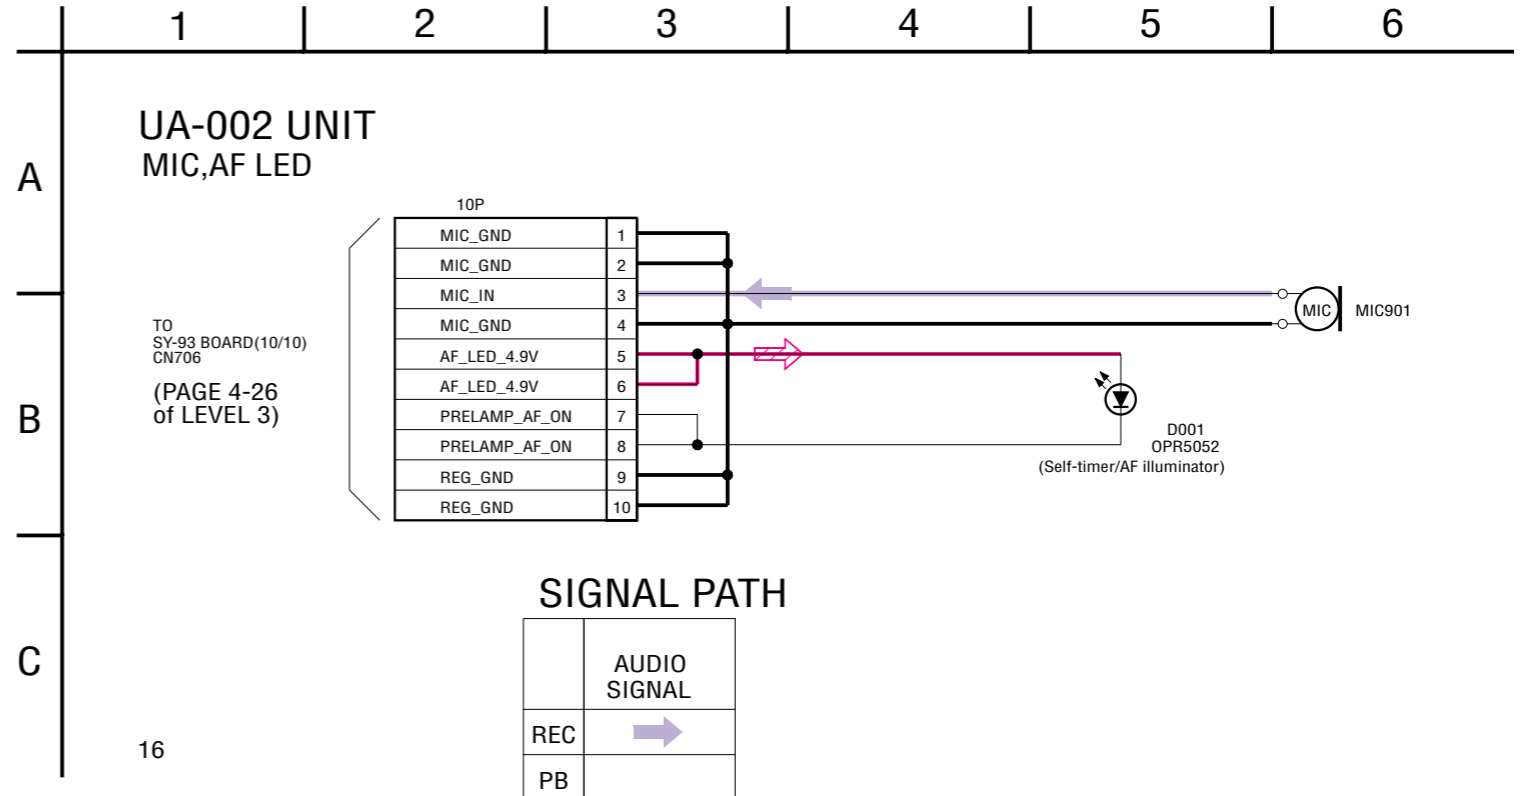 1 2 3 4 5 6
A
B
C
UA-002 UNIT
MIC,AF LED
10P
MIC_GND 1
MIC_GND 2
MIC_IN 3
MIC_GND 4
AF_LED_4.9V 5
AF_LED_4.9V 6
PRELAMP_AF_ON 7
PRELAMP_AF_ON 8
REG_GND 9
REG_GND 10
TO
SY-93 BOARD(10/10)
CN706
(PAGE 4-26
of LEVEL 3)
MIC MIC901
D001
OPR5052
(Self-timer/AF illuminator)
SIGNAL PATH
AUDIO
SIGNAL
REC
PB
16